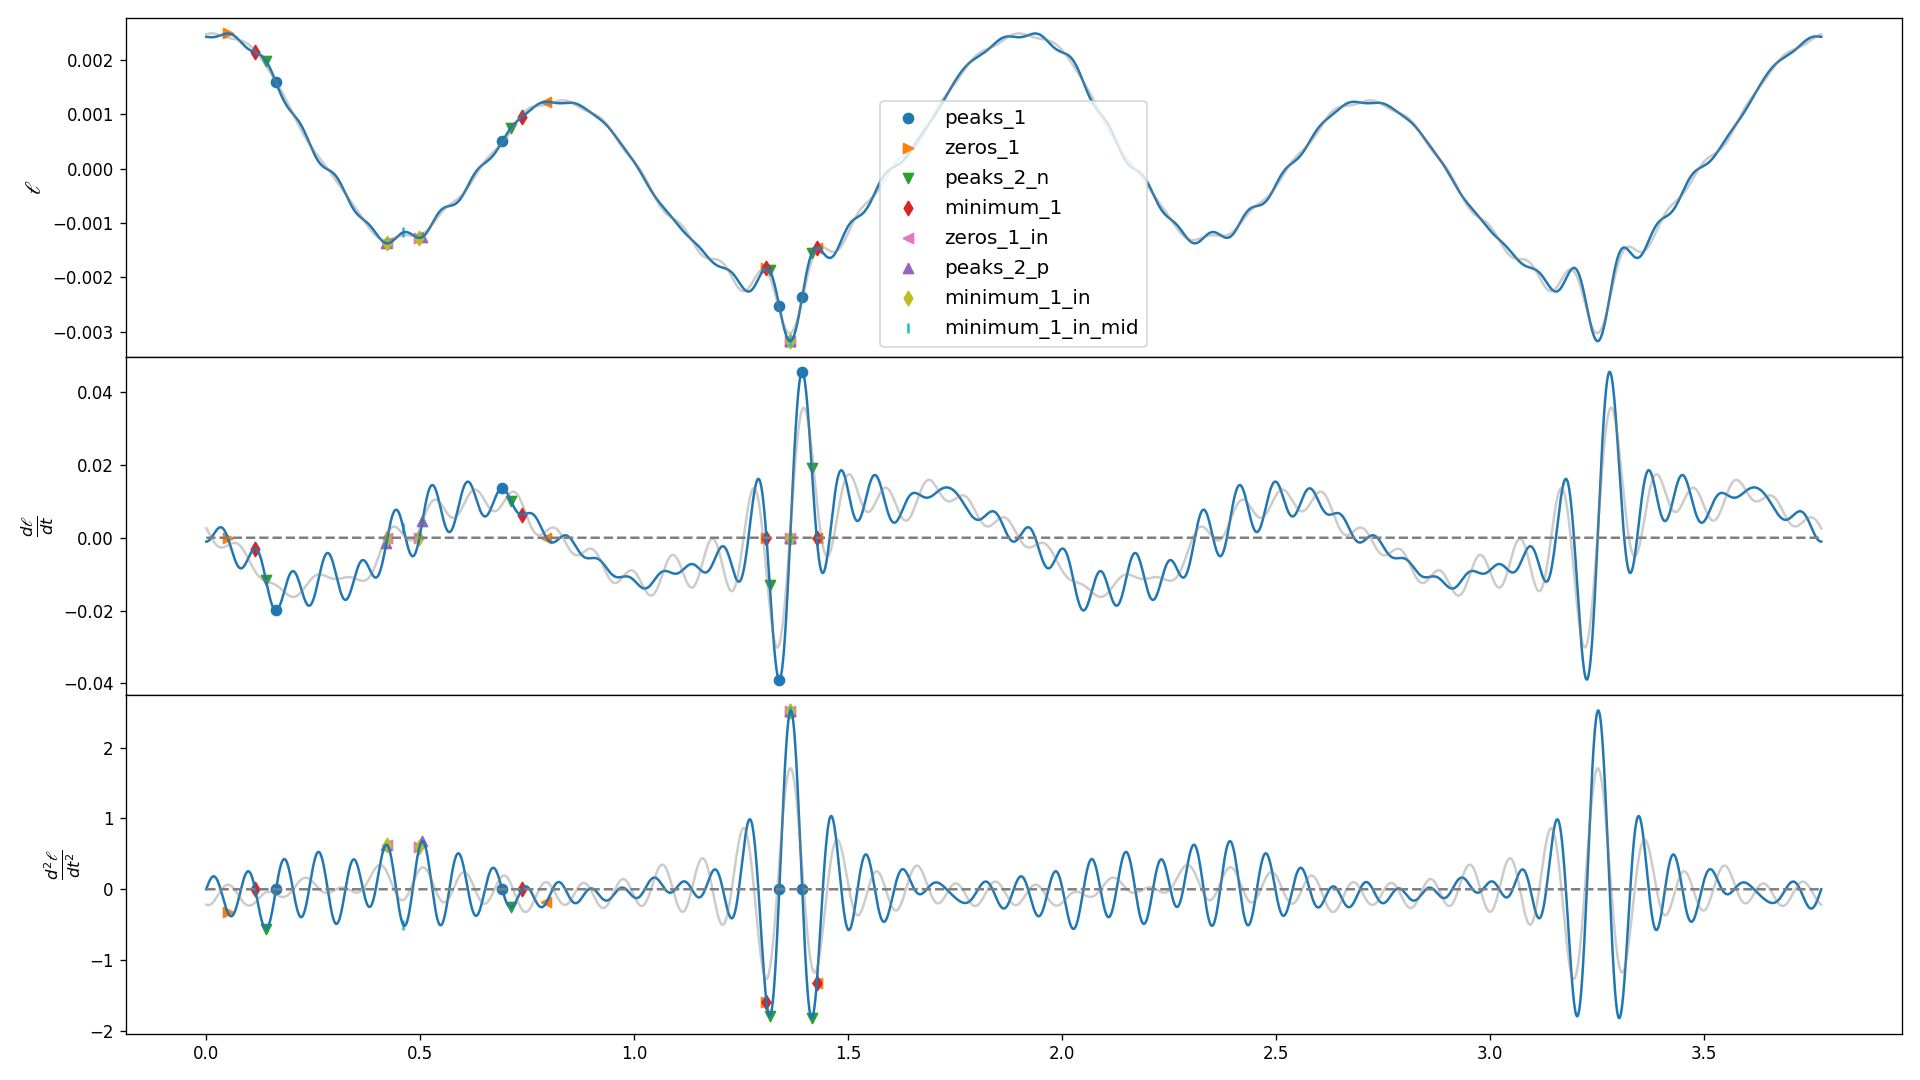 0.002
0.001
0.000
−0.001
−0.002
−0.003
ℓ
peaks_1
zeros_1
peaks_2_n
minimum_1
zeros_1_in
peaks_2_p
minimum_1_in
minimum_1_in_mid
0.04
0.02
0.00
−0.02
−0.04
dℓ/dt
2
1
0
−1
−2
d²ℓ/dt²
0.0 0.5 1.0 1.5 2.0 2.5 3.0 3.5